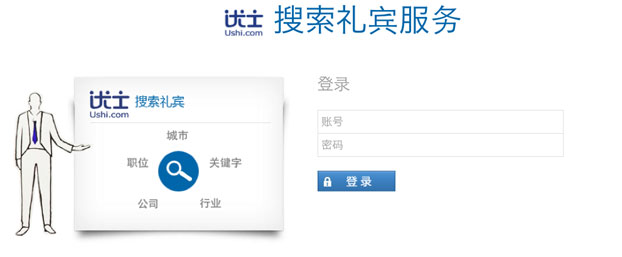 优士 Ushi.com 搜索礼宾服务
登录
优士 Ushi.com 搜索礼宾
城市
职位
关键字
公司
行业
账号
密码
登录